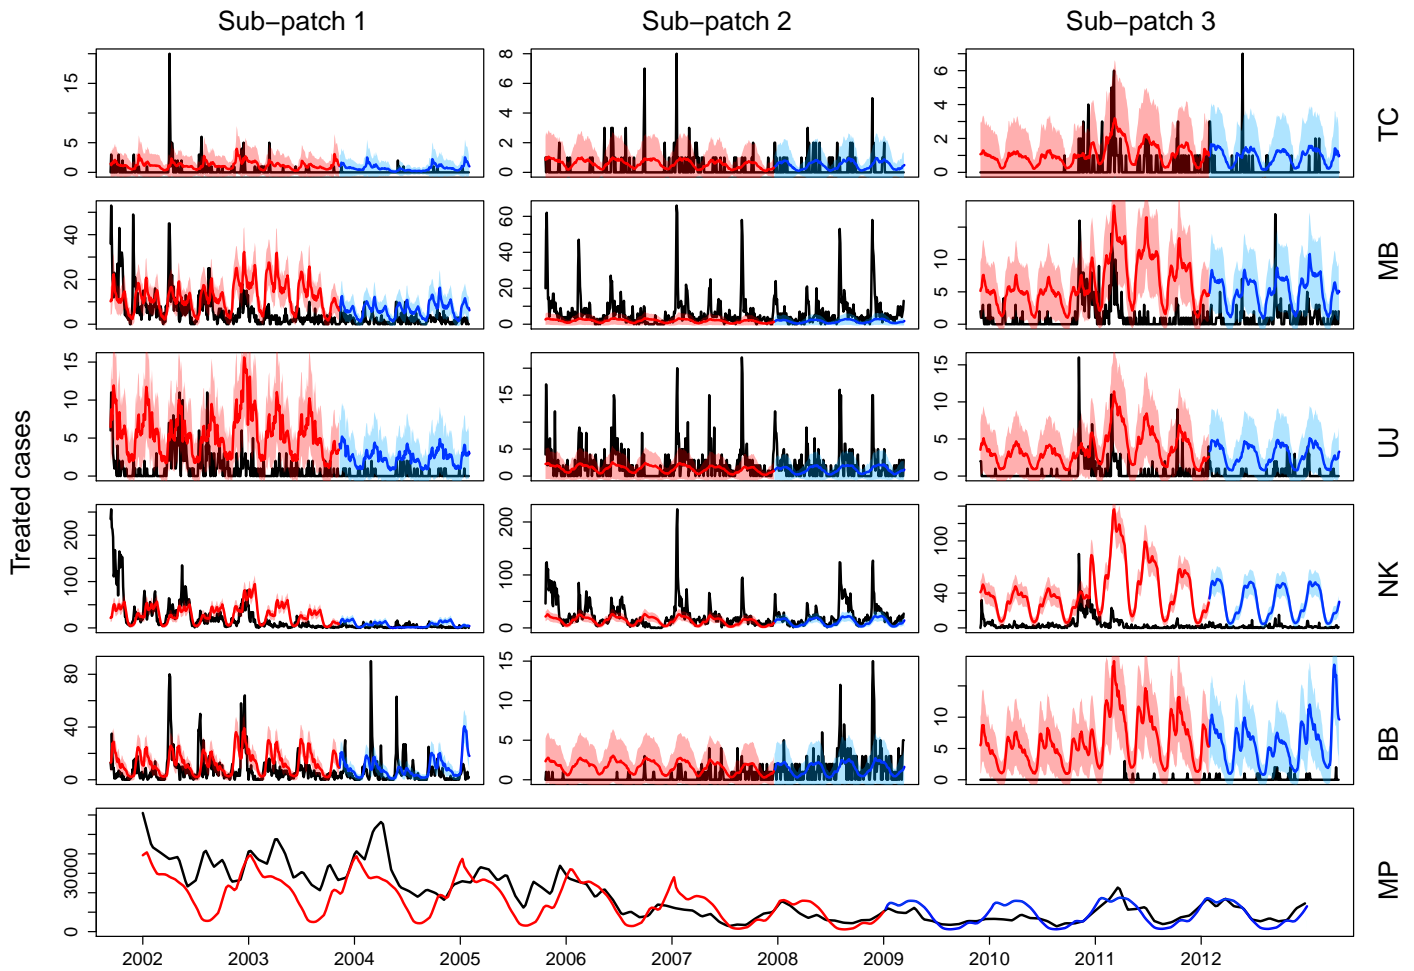 Sub−patch 1 Sub−patch 2 Sub−patch 3
0 5 15 0 2 4 6 8 0 1 2 4 6 TC
0 20 40 0 20 40 60 0 5 10 MB
0 5 10 15 0 5 10 15 0 5 10 15 UJ
Treated cases
0 100 200 0 50 100 200 0 20 40 100 NK
0 40 80 0 5 10 15 0 5 10 BB
0 30000 MP
2002 2003 2004 2005 2006 2007 2008 2009 2010 2011 2012